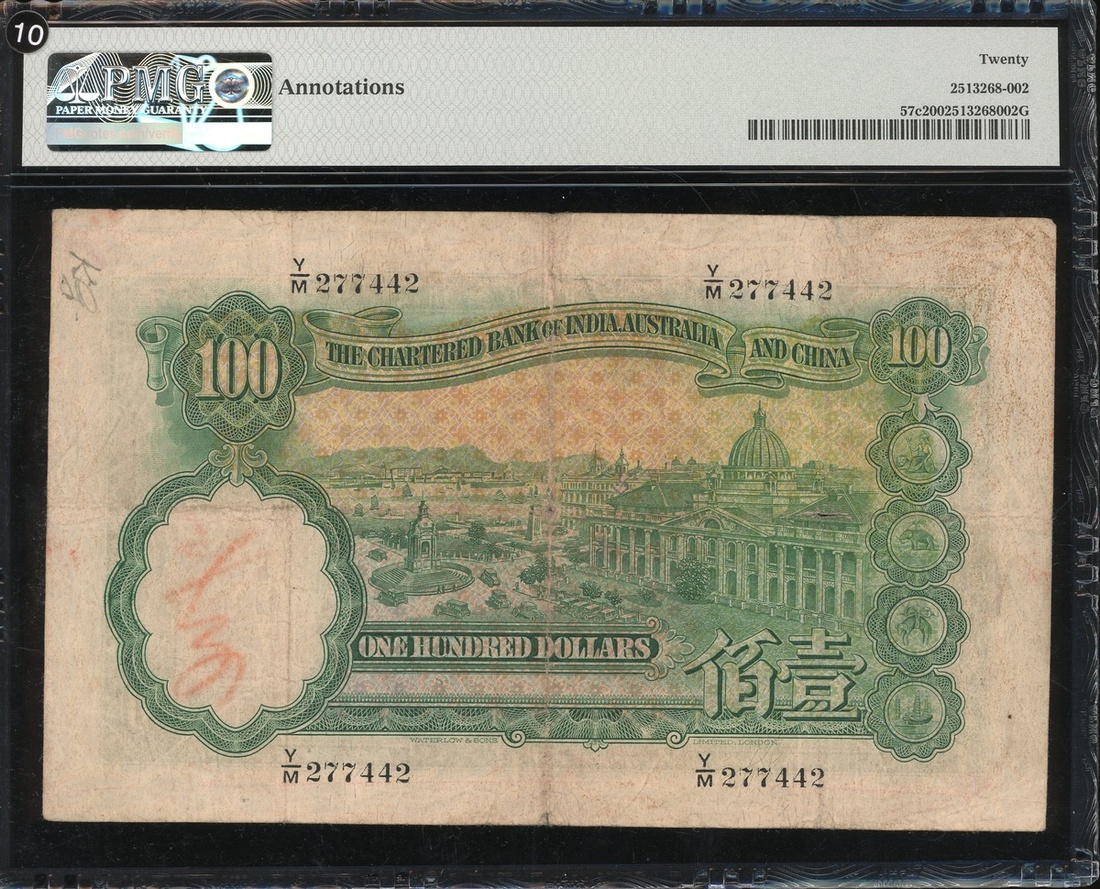 10
PMG
PAPER MONEY GUARANTY
Annotations
Twenty
2513268-002
57c2002513268002G
Y/M 277442
Y/M 277442
THE CHARTERED BANK OF INDIA, AUSTRALIA AND CHINA
100
100
ONE HUNDRED DOLLARS
佰壹
WATERLOW & SONS LIMITED, LONDON.
Y/M 277442
Y/M 277442